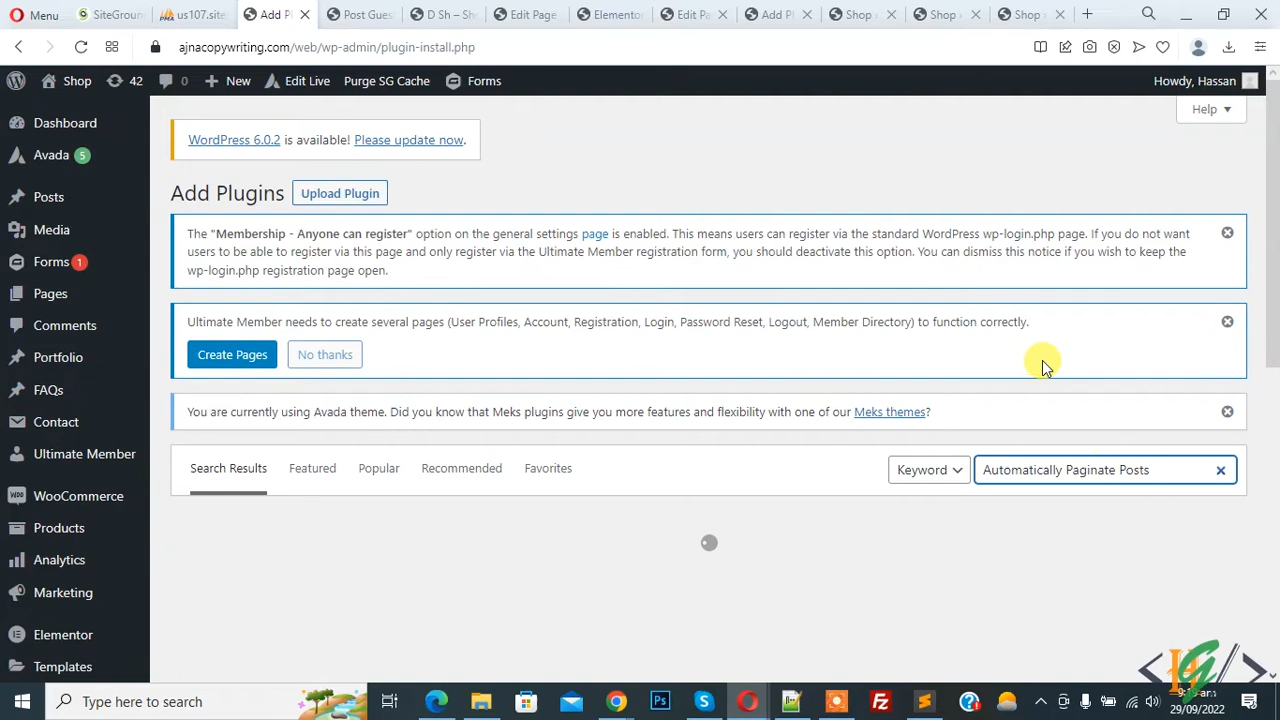 Menu
SiteGroun
us107.site
Add Pl
Post Gues
D Sh – She
Edit Page
Elementor
Edit Pa
Add Pl
Shop
Shop
Shop
ajnacopywriting.com/web/wp-admin/plugin-install.php
Shop
42
0
New
Edit Live
Purge SG Cache
Forms
Howdy, Hassan
Help
Dashboard
Avada 5
Posts
Media
Forms 1
Pages
Comments
Portfolio
FAQs
Contact
Ultimate Member
WooCommerce
Products
Analytics
Marketing
Elementor
Templates
WordPress 6.0.2 is available! Please update now.
Add Plugins
Upload Plugin
The "Membership - Anyone can register" option on the general settings page is enabled. This means users can register via the standard WordPress wp-login.php page. If you do not want
users to be able to register via this page and only register via the Ultimate Member registration form, you should deactivate this option. You can dismiss this notice if you wish to keep the
wp-login.php registration page open.
Ultimate Member needs to create several pages (User Profiles, Account, Registration, Login, Password Reset, Logout, Member Directory) to function correctly.
Create Pages
No thanks
You are currently using Avada theme. Did you know that Meks plugins give you more features and flexibility with one of our Meks themes?
Search Results
Featured
Popular
Recommended
Favorites
Keyword
Automatically Paginate Posts
Type here to search
29/09/2022